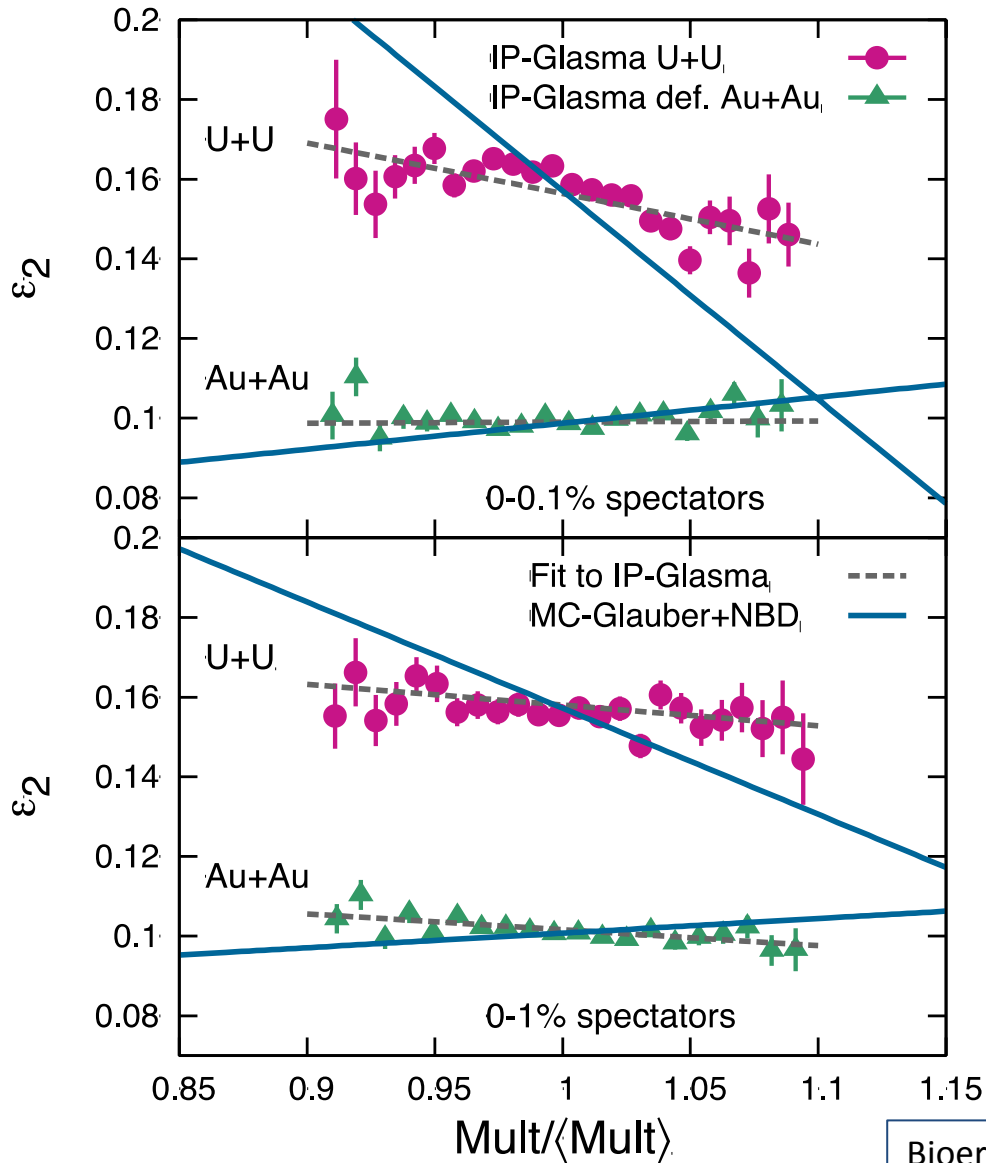 0.2
0.18
0.16
0.14
0.12
0.1
0.08
ε2
IP-Glasma U+U
IP-Glasma def. Au+Au
U+U
Au+Au
0-0.1% spectators
0.2
0.18
0.16
0.14
0.12
0.1
0.08
ε2
Fit to IP-Glasma
MC-Glauber+NBD
U+U
Au+Au
0-1% spectators
0.85 0.9 0.95 1 1.05 1.1 1.15
Mult/⟨Mult⟩